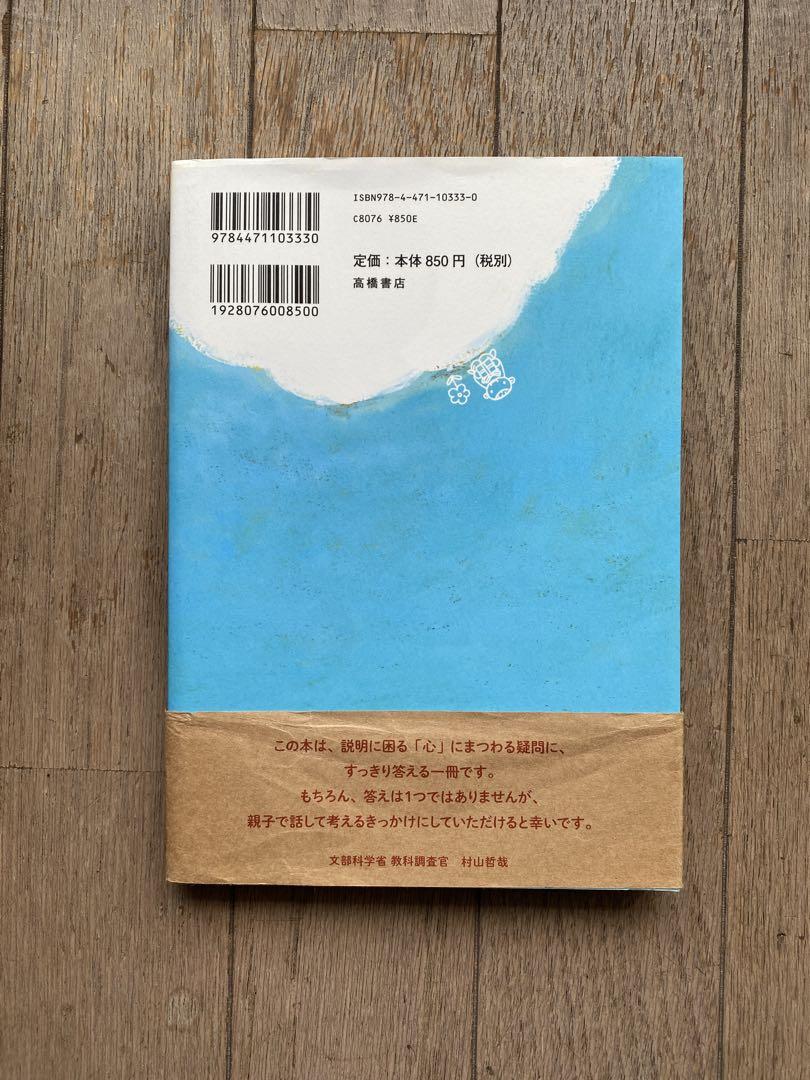 ISBN978-4-471-10333-0
C8076 ¥850E
9784471103330
定価：本体850円（税別）
高橋書店
1928076008500
この本は、説明に困る「心」にまつわる疑問に、
すっきり答える一冊です。
もちろん、答えは1つではありませんが、
親子で話して考えるきっかけにしていただけると幸いです。
文部科学省 教科調査官　村山哲哉